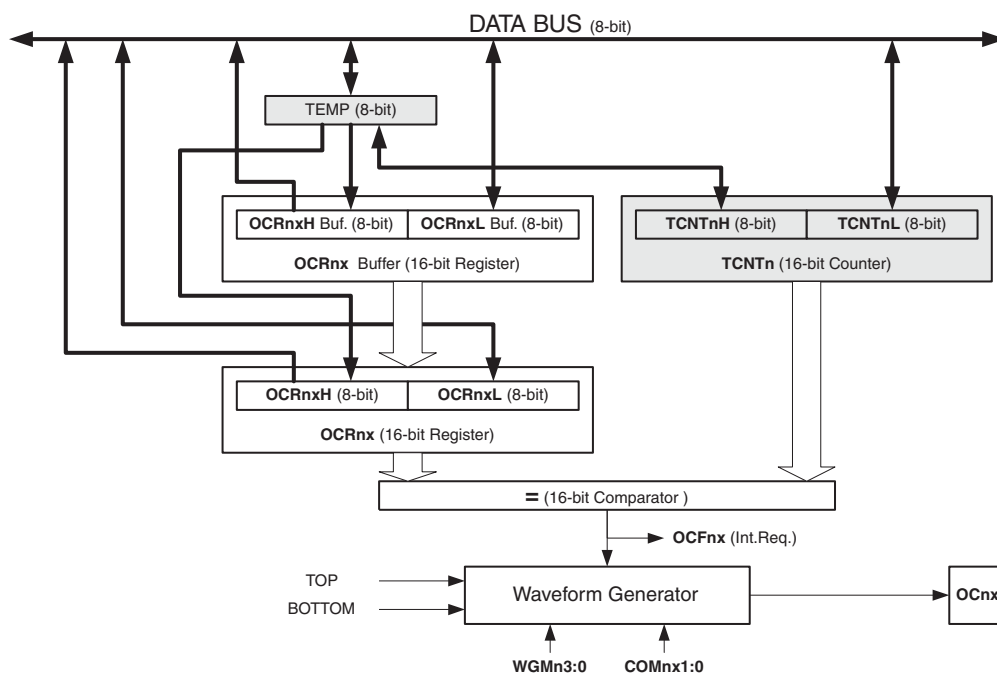 DATA BUS (8-bit)
TEMP (8-bit)
OCRnxH Buf. (8-bit)
OCRnxL Buf. (8-bit)
TCNTnH (8-bit)
TCNTnL (8-bit)
OCRnx Buffer (16-bit Register)
TCNTn (16-bit Counter)
OCRnxH (8-bit)
OCRnxL (8-bit)
OCRnx (16-bit Register)
= (16-bit Comparator )
OCFnx (Int.Req.)
TOP
BOTTOM
Waveform Generator
OCnx
WGMn3:0
COMnx1:0